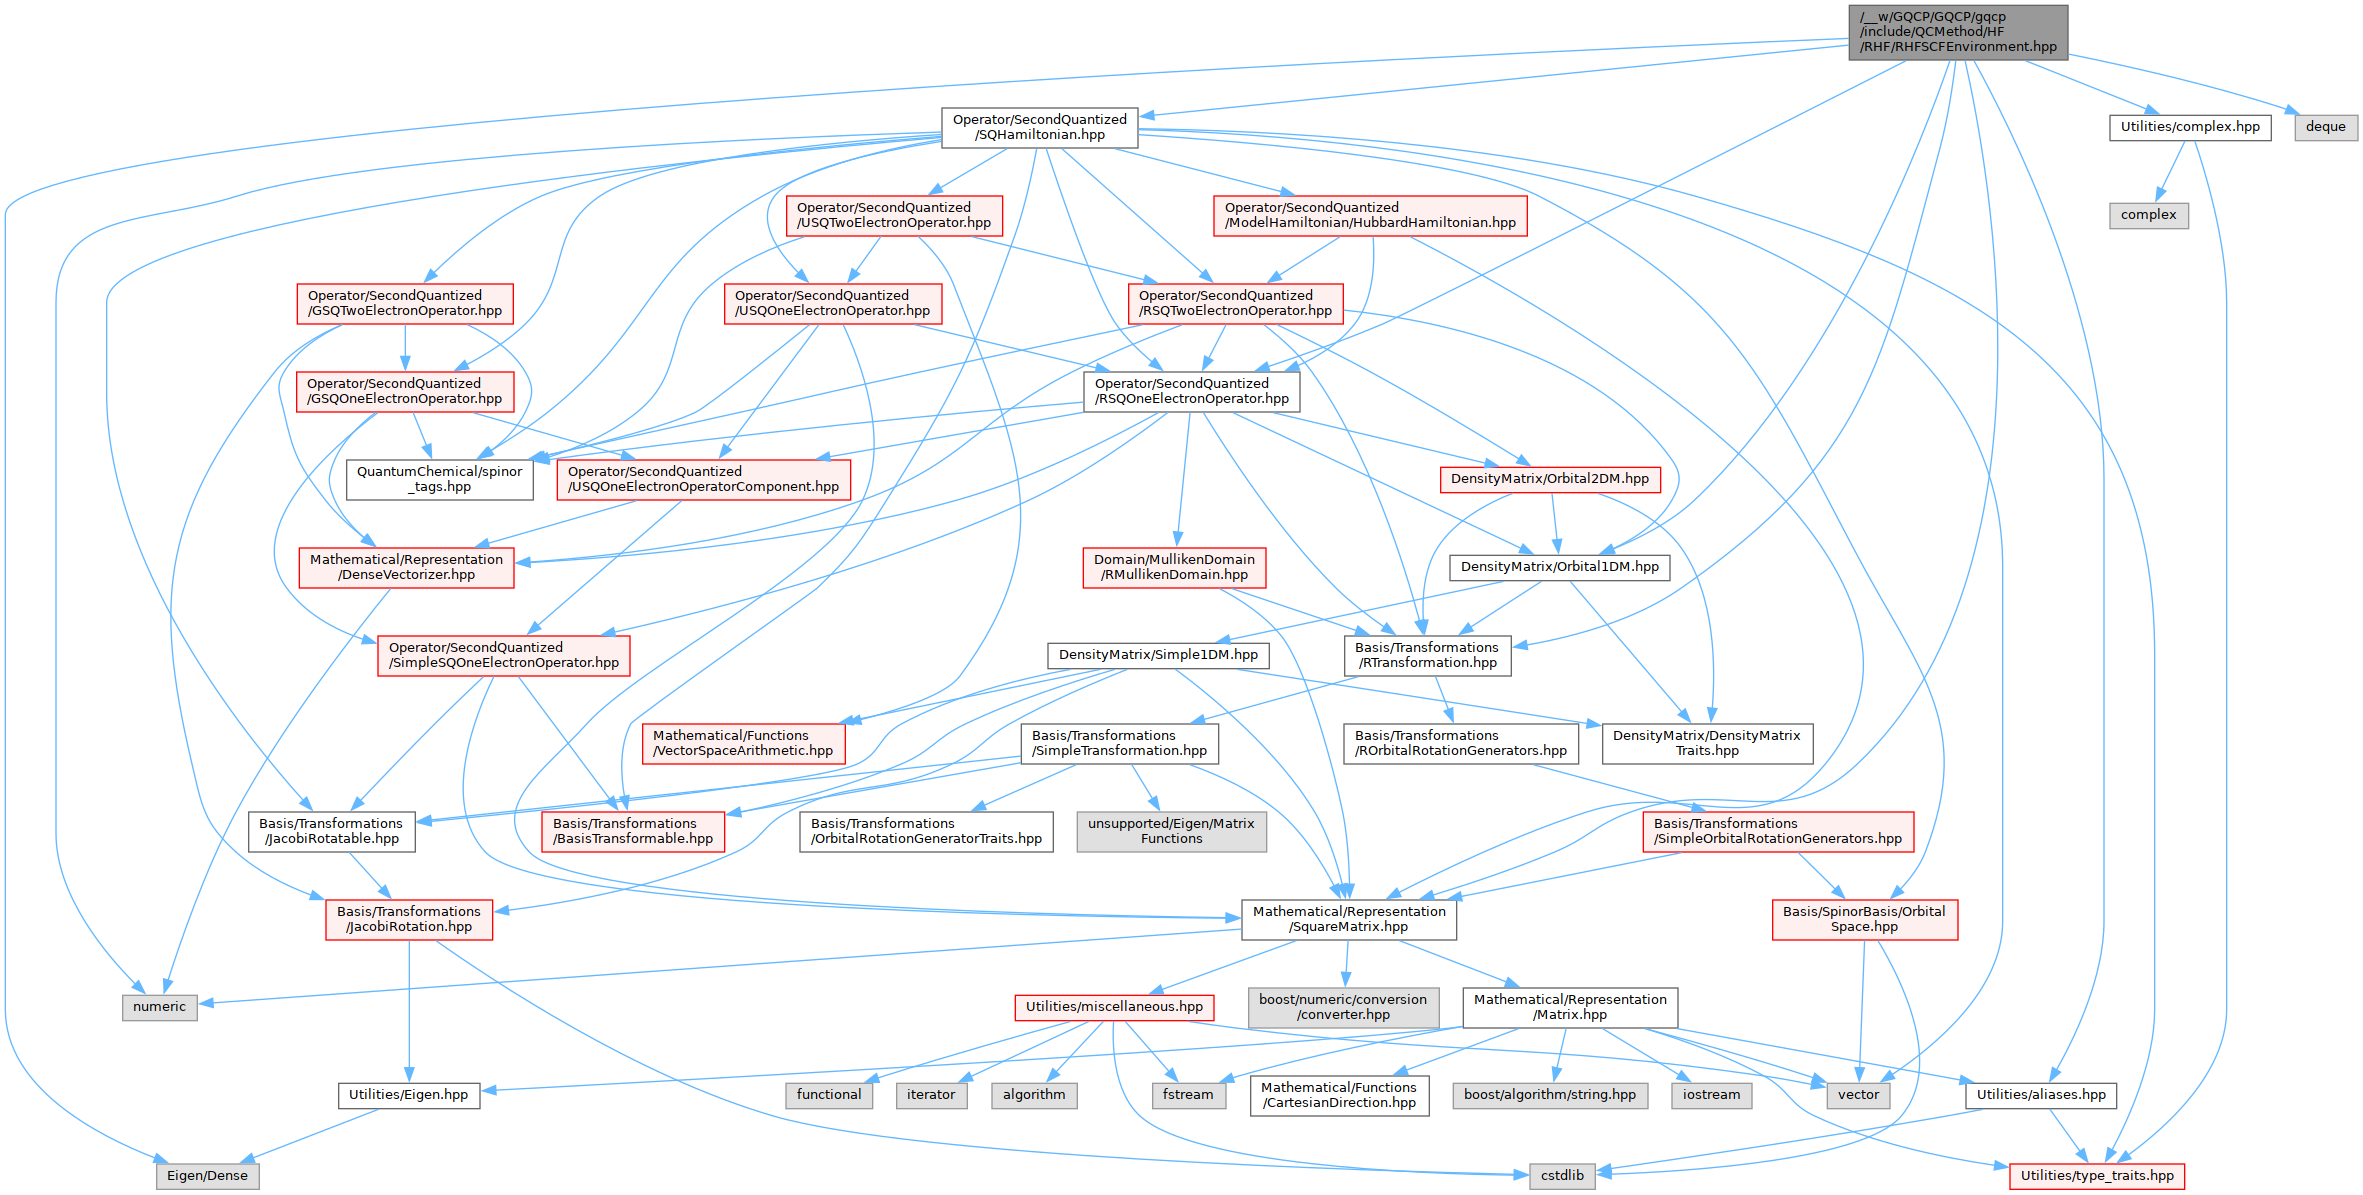 /__w/GQCP/GQCP/gqcp
/include/QCMethod/HF
/RHF/RHFSCFEnvironment.hpp
Operator/SecondQuantized
/SQHamiltonian.hpp
Utilities/complex.hpp
deque
Operator/SecondQuantized
/USQTwoElectronOperator.hpp
Operator/SecondQuantized
/ModelHamiltonian/HubbardHamiltonian.hpp
complex
Operator/SecondQuantized
/GSQTwoElectronOperator.hpp
Operator/SecondQuantized
/USQOneElectronOperator.hpp
Operator/SecondQuantized
/RSQTwoElectronOperator.hpp
Operator/SecondQuantized
/GSQOneElectronOperator.hpp
Operator/SecondQuantized
/RSQOneElectronOperator.hpp
QuantumChemical/spinor
_tags.hpp
Operator/SecondQuantized
/USQOneElectronOperatorComponent.hpp
DensityMatrix/Orbital2DM.hpp
Mathematical/Representation
/DenseVectorizer.hpp
Domain/MullikenDomain
/RMullikenDomain.hpp
DensityMatrix/Orbital1DM.hpp
Operator/SecondQuantized
/SimpleSQOneElectronOperator.hpp
DensityMatrix/Simple1DM.hpp
Basis/Transformations
/RTransformation.hpp
Mathematical/Functions
/VectorSpaceArithmetic.hpp
Basis/Transformations
/SimpleTransformation.hpp
Basis/Transformations
/ROrbitalRotationGenerators.hpp
DensityMatrix/DensityMatrix
Traits.hpp
Basis/Transformations
/JacobiRotatable.hpp
Basis/Transformations
/BasisTransformable.hpp
Basis/Transformations
/OrbitalRotationGeneratorTraits.hpp
unsupported/Eigen/Matrix
Functions
Basis/Transformations
/SimpleOrbitalRotationGenerators.hpp
Basis/Transformations
/JacobiRotation.hpp
Mathematical/Representation
/SquareMatrix.hpp
Basis/SpinorBasis/Orbital
Space.hpp
numeric
Utilities/miscellaneous.hpp
boost/numeric/conversion
/converter.hpp
Mathematical/Representation
/Matrix.hpp
Utilities/Eigen.hpp
functional
iterator
algorithm
fstream
Mathematical/Functions
/CartesianDirection.hpp
boost/algorithm/string.hpp
iostream
vector
Utilities/aliases.hpp
Eigen/Dense
cstdlib
Utilities/type_traits.hpp